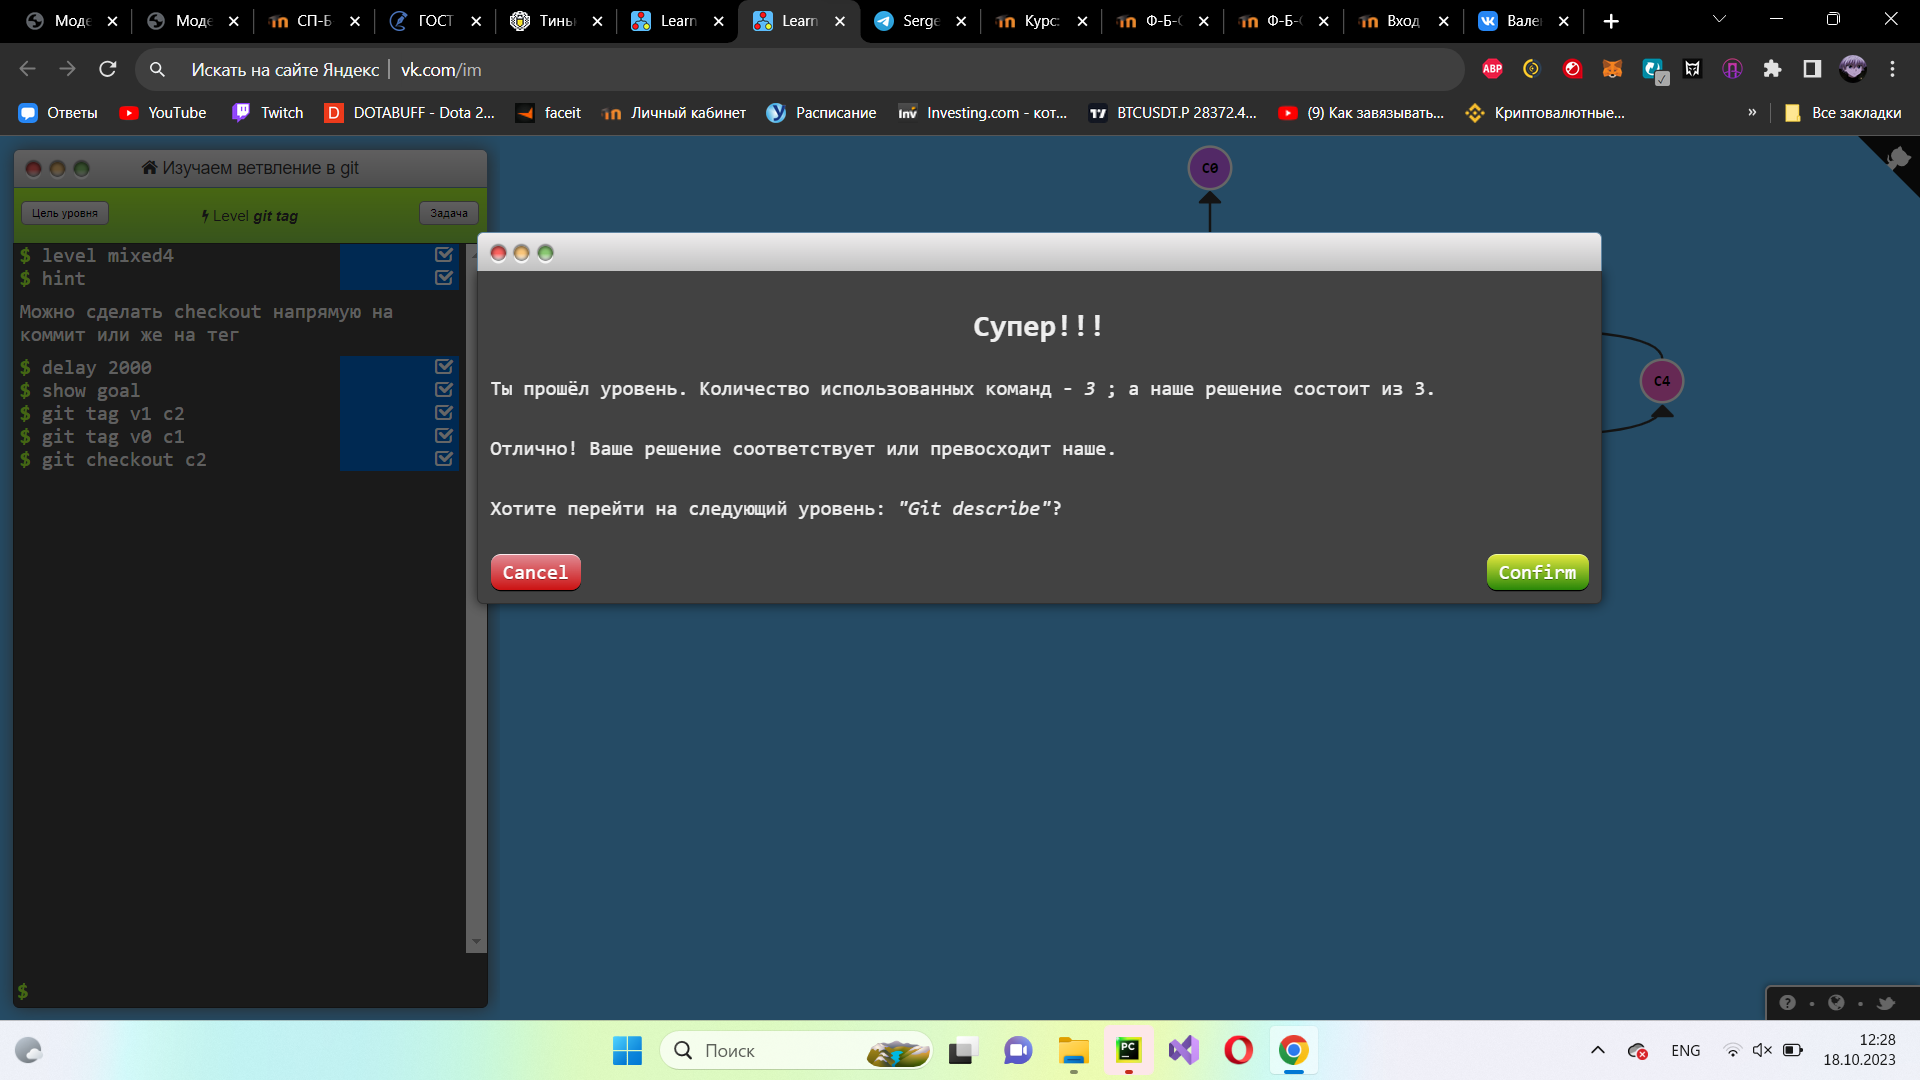 Моде
Моде
СП-Б
ГОСТ
Тинь
Learn
Learn
Serge
Курс:
Ф-Б-
Ф-Б-
Вход
Вале
Искать на сайте Яндекс | vk.com/im
ABP
Ответы
YouTube
Twitch
DOTABUFF - Dota 2...
faceit
Личный кабинет
Расписание
Investing.com - кот...
BTCUSDT.P 28372.4...
(9) Как завязывать...
Криптовалютные...
»
Все закладки
Изучаем ветвление в git
Цель уровня
Level git tag
Задача
$ level mixed4
$ hint
Можно сделать checkout напрямую на
коммит или же на тег
$ delay 2000
$ show goal
$ git tag v1 c2
$ git tag v0 c1
$ git checkout c2
$
C0
C4
Супер!!!
Ты прошёл уровень. Количество использованных команд - 3 ; а наше решение состоит из 3.
Отлично! Ваше решение соответствует или превосходит наше.
Хотите перейти на следующий уровень: "Git describe"?
Cancel
Confirm
Поиск
PC
ENG
12:28
18.10.2023